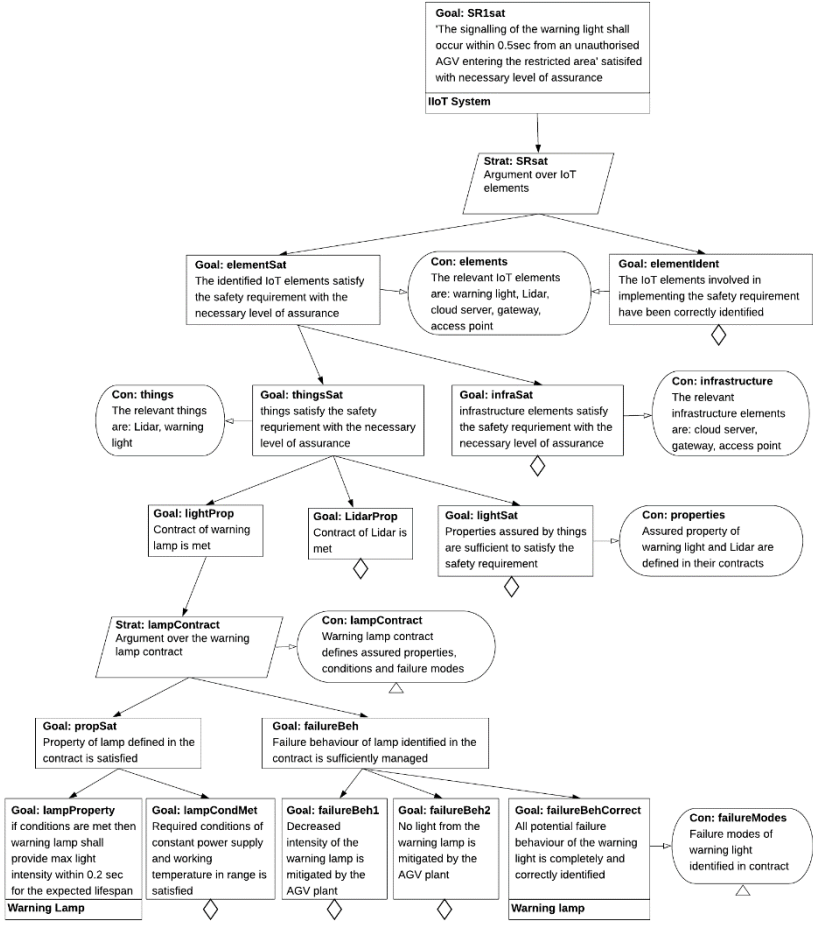 Goal: SR1sat
'The signalling of the warning light shall
occur within 0.5sec from an unauthorised
AGV entering the restricted area' satisifed
with necessary level of assurance
IIoT System
Strat: SRsat
Argument over IoT
elements
Goal: elementSat
The identified IoT elements satisfy
the safety requirement with the
necessary level of assurance
Con: elements
The relevant IoT elements
are: warning light, Lidar,
cloud server, gateway,
access point
Goal: elementIdent
The IoT elements involved in
implementing the safety requirement
have been correctly identified
Con: things
The relevant things
are: Lidar, warning
light
Goal: thingsSat
things satisfy the safety
requriement with the necessary
level of assurance
Goal: infraSat
infrastructure elements satisfy
the safety requriement with the
necessary level of assurance
Con: infrastructure
The relevant
infrastructure elements
are: cloud server,
gateway, access point
Goal: lightProp
Contract of warning
lamp is met
Goal: LidarProp
Contract of Lidar is
met
Goal: lightSat
Properties assured by things
are sufficient to satisfy the
safety requirement
Con: properties
Assured property of
warning light and Lidar are
defined in their contracts
Strat: lampContract
Argument over the warning
lamp contract
Con: lampContract
Warning lamp contract
defines assured properties,
conditions and failure modes
Goal: propSat
Property of lamp defined in the
contract is satisfied
Goal: failureBeh
Failure behaviour of lamp identified in the
contract is sufficiently managed
Goal: lampProperty
if conditions are met then
warning lamp shall
provide max light
intensity within 0.2 sec
for the expected lifespan
Warning Lamp
Goal: lampCondMet
Required conditions of
constant power supply
and working
temperature in range is
satisfied
Goal: failureBeh1
Decreased
intensity of the
warning lamp is
mitigated by the
AGV plant
Goal: failureBeh2
No light from the
warning lamp is
mitigated by the
AGV plant
Goal: failureBehCorrect
All potential failure
behaviour of the warning
light is completely and
correctly identified
Warning lamp
Con: failureModes
Failure modes of
warning light
identified in contract